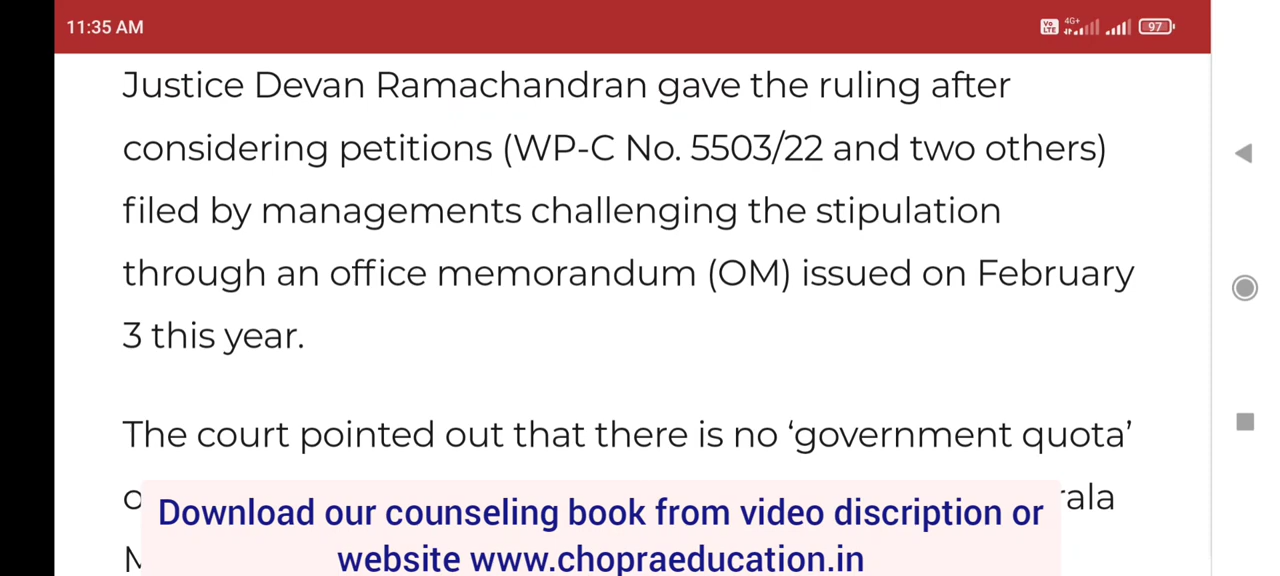 11:35 AM
Vo LTE 4G+ 97
Justice Devan Ramachandran gave the ruling after
considering petitions (WP-C No. 5503/22 and two others)
filed by managements challenging the stipulation
through an office memorandum (OM) issued on February
3 this year.
The court pointed out that there is no ‘government quota’
Download our counseling book from video discription or
website www.chopraeducation.in